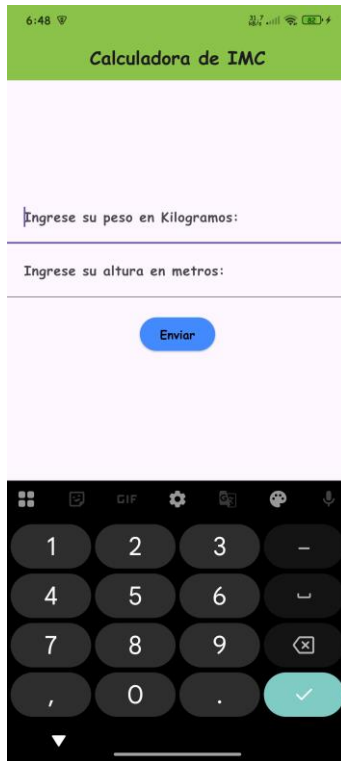 6:48
Calculadora de IMC
Ingrese su peso en Kilogramos:
Ingrese su altura en metros:
Enviar
GIF
1 2 3 –
4 5 6
7 8 9
, 0 .